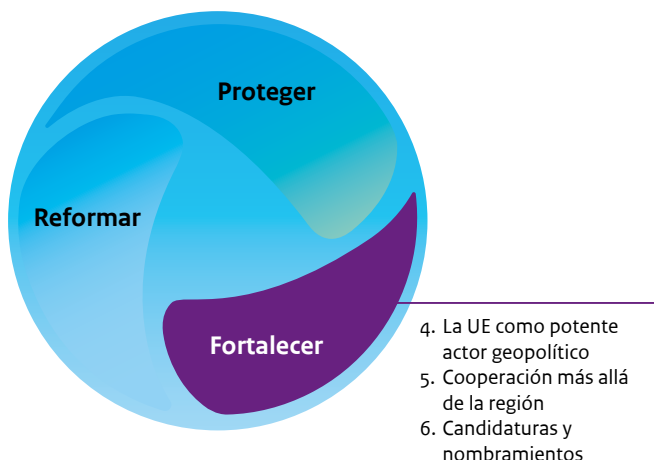 Proteger
Reformar
Fortalecer
4. La UE como potente
actor geopolítico
5. Cooperación más allá
de la región
6. Candidaturas y
nombramientos